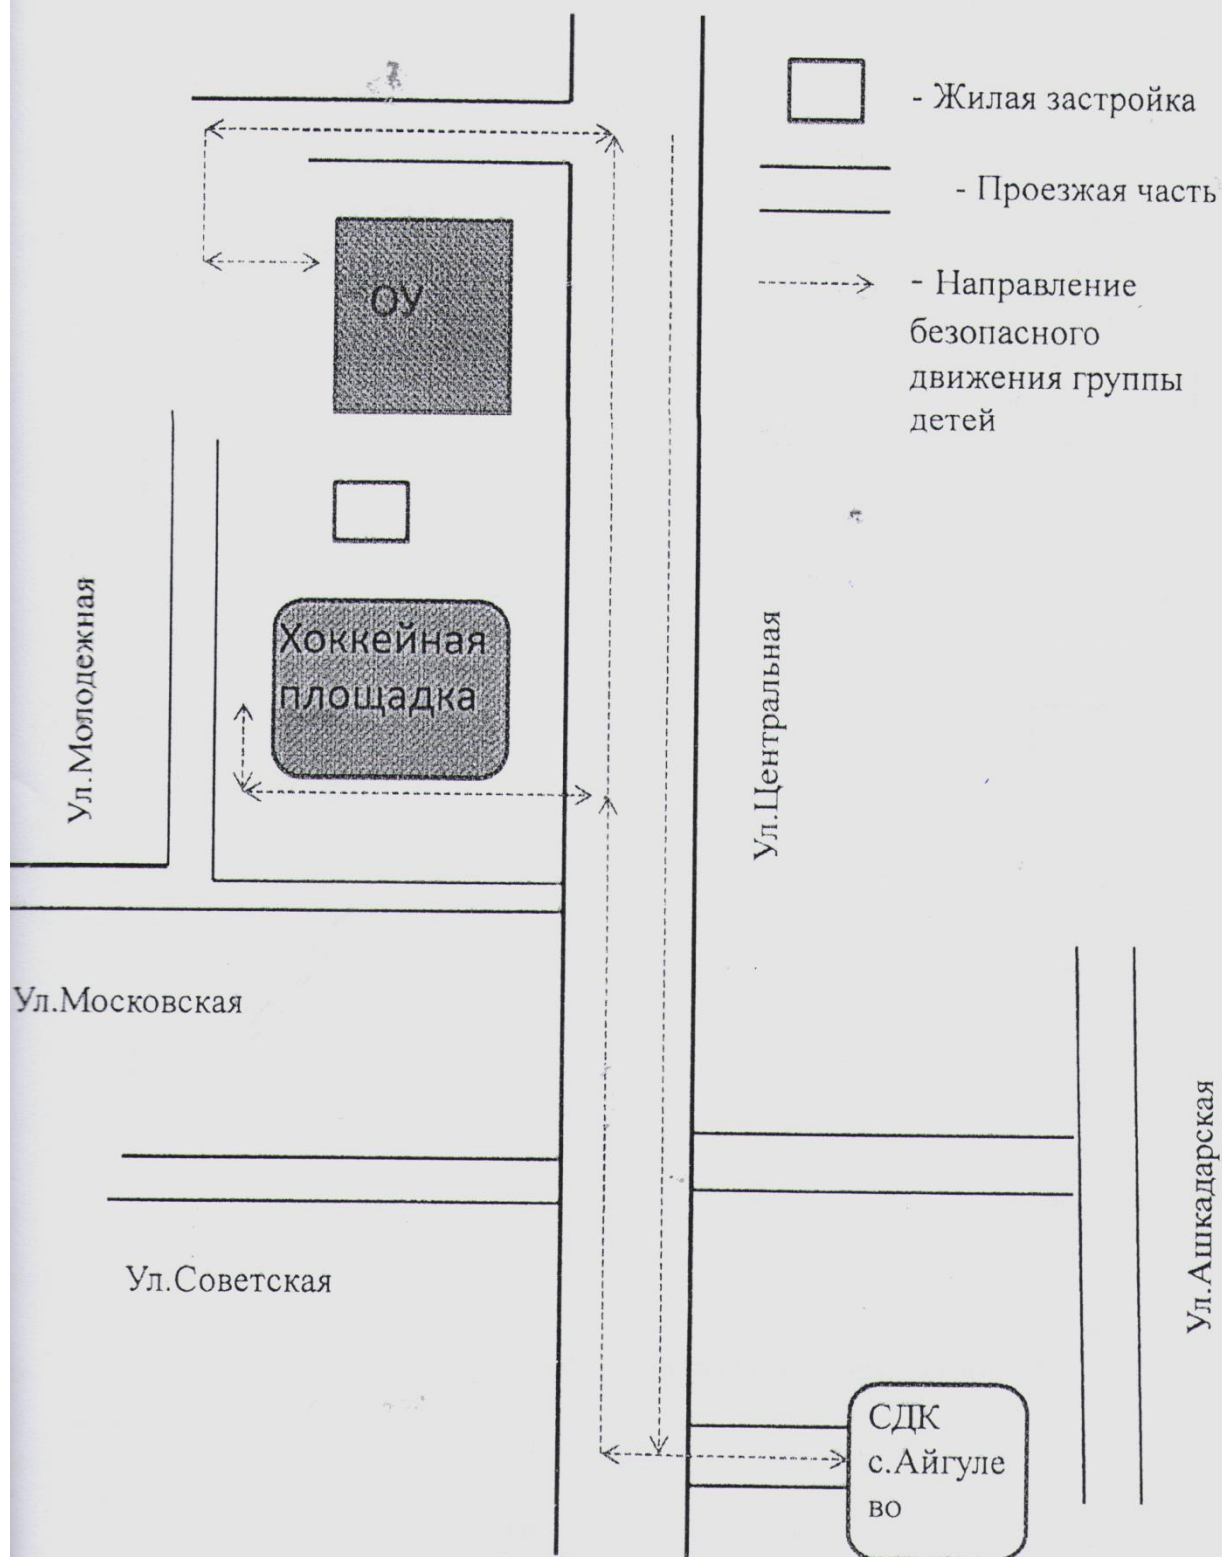 - Жилая застройка
- Проезжая часть
- Направление
безопасного
движения группы
детей
ОУ
Хоккейная
площадка
Ул.Молодежная
Ул.Центральная
Ул.Московская
Ул.Советская
Ул.Ашкадарская
СДК
с.Айгуле
во